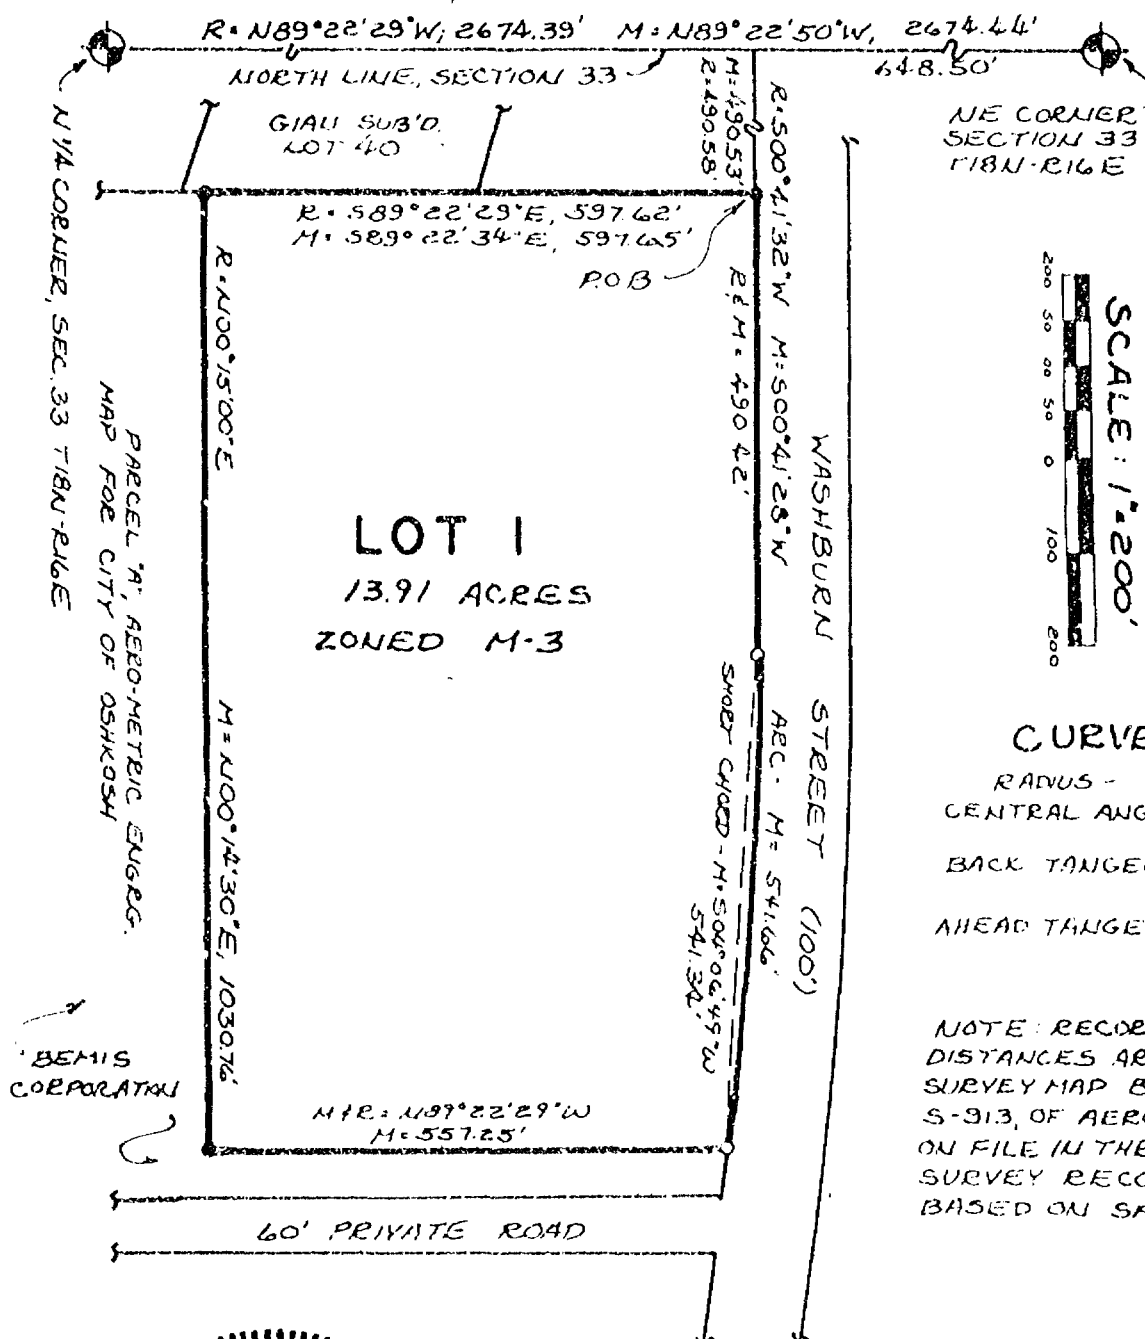 R= N89°22'29"W; 2674.39' M= N89°22'50"W, 2674.44'
NORTH LINE, SECTION 33
648.50'
N 1/4 CORNER, SEC. 33 T18N-R16E
GIALI SUB'D.
LOT 40
M=490.53'
R=490.58'
NE CORNER
SECTION 33
T18N-R16E
R= S89°22'29"E, 597.62'
M= S89°22'34"E, 597.65'
P.O.B
R= S00°41'32"W M= S00°41'28"W
R & M = 490.42'
R= N00°15'00"E
M= N00°14'30"E, 1030.76'
PARCEL "A", AERO-METRIC ENGRG.
MAP FOR CITY OF OSHKOSH
LOT 1
13.91 ACRES
ZONED M-3
WASHBURN STREET (100')
SCALE: 1"=200'
200 50 00 50 0 100 200
ARC - M= 541.66'
SHORT CHORD - M= S04°06'49"W
541.34'
CURVE
RADIUS -
CENTRAL ANG
BACK TANGE
AHEAD TANGE
NOTE: RECOR
DISTANCES AR
SURVEY MAP B
S-913, OF AERO
ON FILE IN THE
SURVEY RECO
BASED ON SA
BEMIS
CORPORATION
M & R= N89°22'29"W
M= 557.25'
60' PRIVATE ROAD